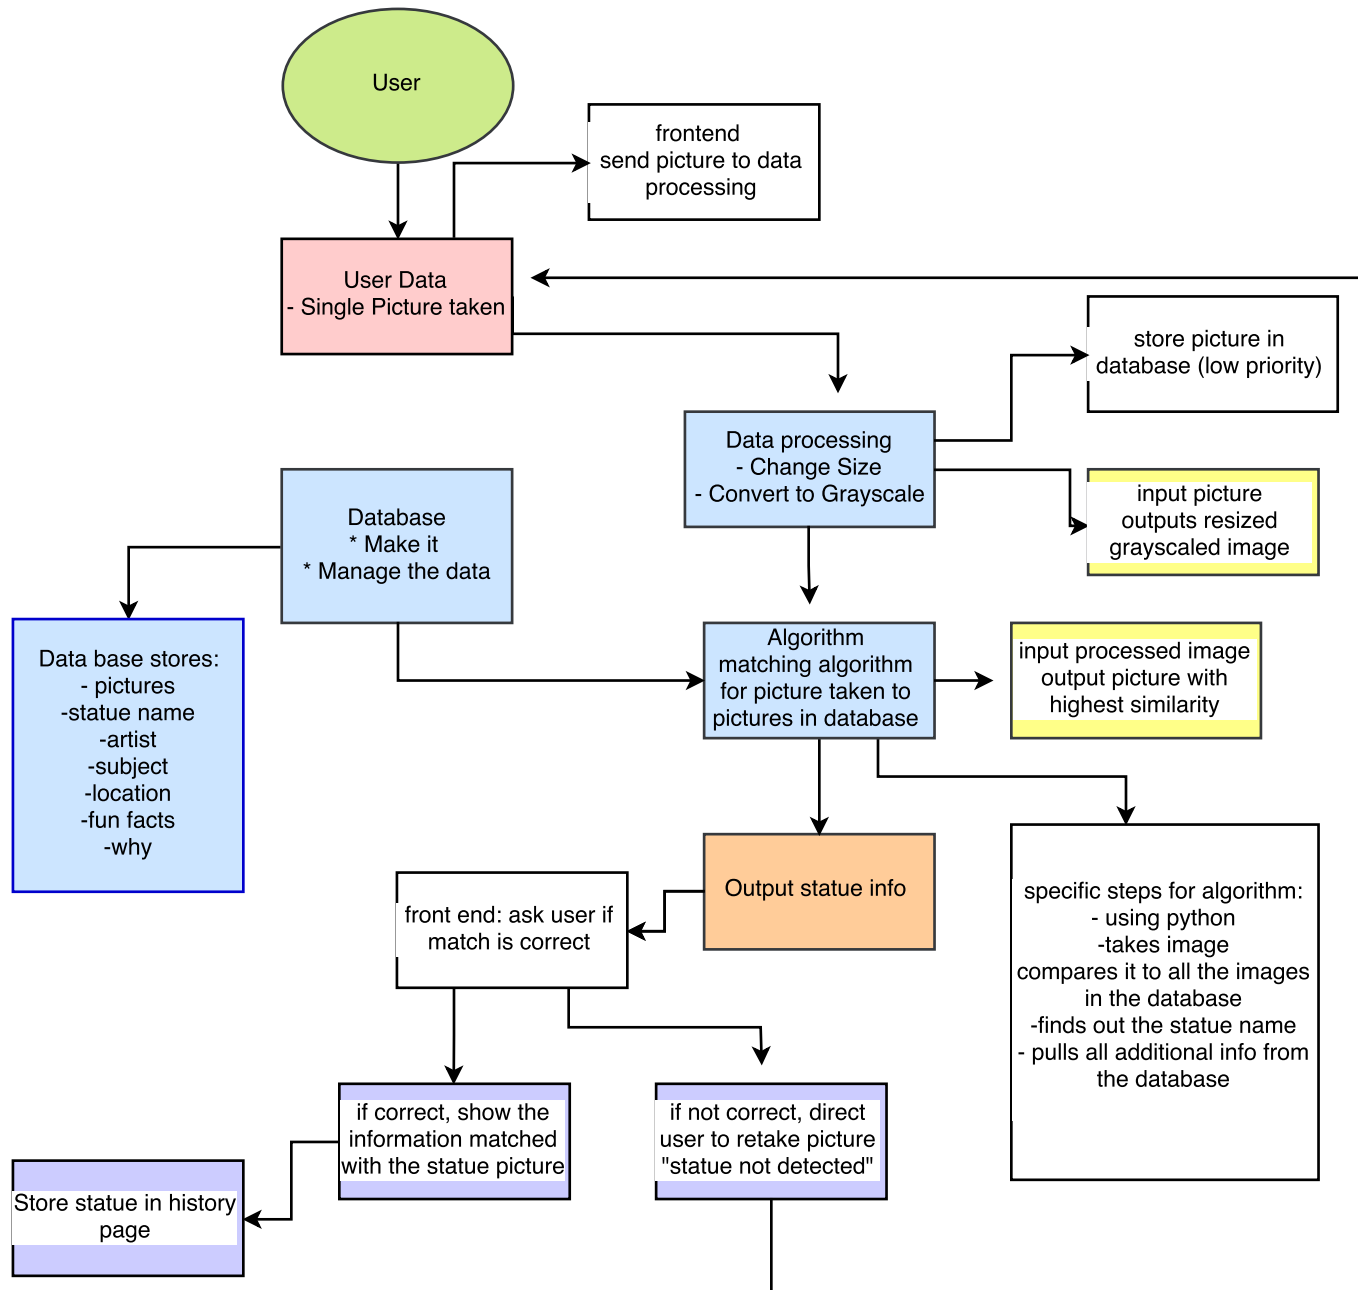 User
frontend
send picture to data
processing
User Data
- Single Picture taken
store picture in
database (low priority)
Data processing
- Change Size
- Convert to Grayscale
input picture
outputs resized
grayscaled image
Database
* Make it
* Manage the data
Data base stores:
- pictures
-statue name
-artist
-subject
-location
-fun facts
-why
Algorithm
matching algorithm
for picture taken to
pictures in database
input processed image
output picture with
highest similarity
Output statue info
front end: ask user if
match is correct
specific steps for algorithm:
- using python
-takes image
compares it to all the images
in the database
-finds out the statue name
- pulls all additional info from
the database
if correct, show the
information matched
with the statue picture
if not correct, direct
user to retake picture
"statue not detected"
Store statue in history
page